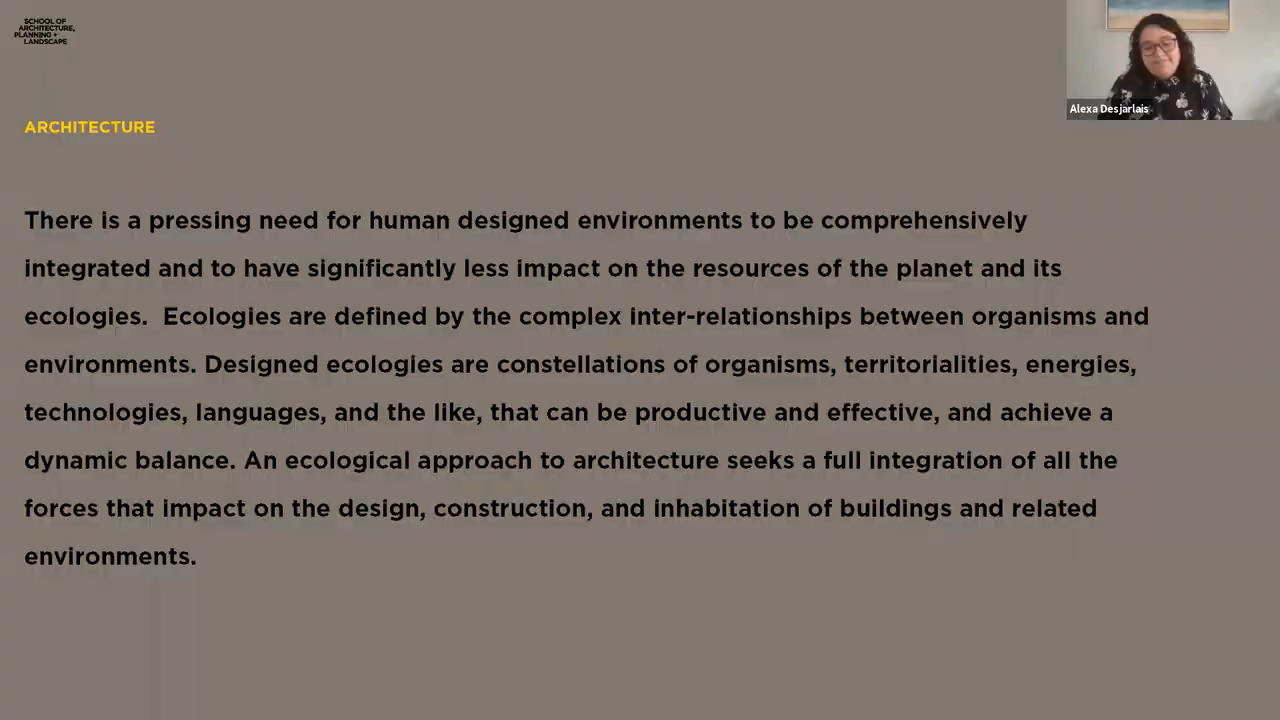 SCHOOL OF
ARCHITECTURE,
PLANNING +
LANDSCAPE
Alexa Desjarlais
ARCHITECTURE
There is a pressing need for human designed environments to be comprehensively
integrated and to have significantly less impact on the resources of the planet and its
ecologies.  Ecologies are defined by the complex inter-relationships between organisms and
environments. Designed ecologies are constellations of organisms, territorialities, energies,
technologies, languages, and the like, that can be productive and effective, and achieve a
dynamic balance. An ecological approach to architecture seeks a full integration of all the
forces that impact on the design, construction, and inhabitation of buildings and related
environments.